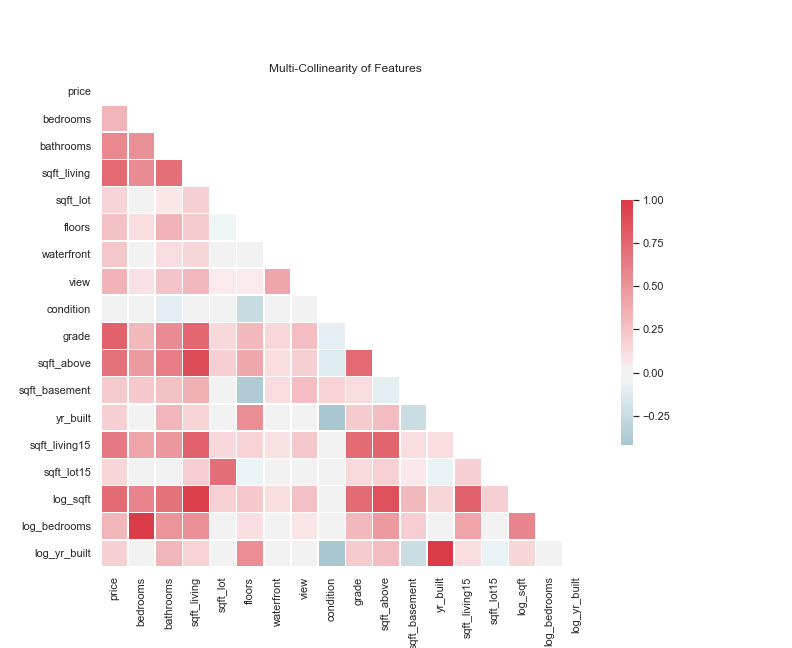 Multi-Collinearity of Features
price
bedrooms
bathrooms
sqft_living
sqft_lot
floors
waterfront
view
condition
grade
sqft_above
sqft_basement
yr_built
sqft_living15
sqft_lot15
log_sqft
log_bedrooms
log_yr_built
price
bedrooms
bathrooms
sqft_living
sqft_lot
floors
waterfront
view
condition
grade
sqft_above
sqft_basement
yr_built
sqft_living15
sqft_lot15
log_sqft
log_bedrooms
log_yr_built
1.00
0.75
0.50
0.25
0.00
−0.25